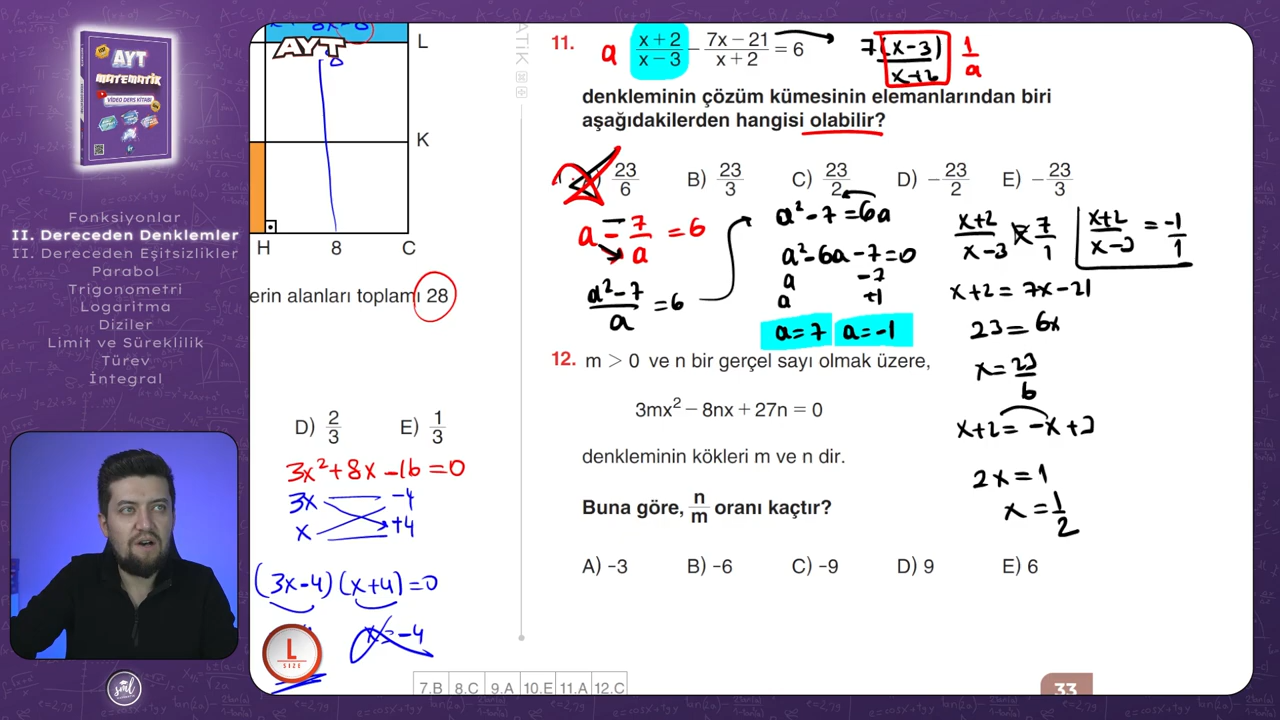 AYT
MATEMATİK
VİDEO DERS KİTABI
Fonksiyonlar
II. Dereceden Denklemler
II. Dereceden Eşitsizlikler
Parabol
Trigonometri
Logaritma
Diziler
Limit ve Süreklilik
Türev
İntegral
sml
AYT
8
L
K
H 8 C
erin alanları toplamı 28
D) 2/3 E) 1/3
3x² + 8x - 16 = 0
3x -4
x +4
(3x-4)(x+4)=0
x=-4
L
SIZE
7.B 8.C 9.A 10.E 11.A 12.C
11. a (x+2)/(x−3) − (7x−21)/(x+2) = 6
7(x-3)/(x+2) 1/a
denkleminin çözüm kümesinin elemanlarından biri
aşağıdakilerden hangisi olabilir?
23/6 B) 23/3 C) 23/2 D) −23/2 E) −23/3
a - 7/a = 6
(a²-7)/a = 6
a²-7=6a
a²-6a-7=0
a -7
a +1
a=7 a=-1
(x+2)/(x-3) 7/1
(x+2)/(x-3) = -1/1
x+2=7x-21
23=6x
x=23/6
x+2=-x+3
2x=1
x=1/2
12. m > 0 ve n bir gerçel sayı olmak üzere,
3mx² − 8nx + 27n = 0
denkleminin kökleri m ve n dir.
Buna göre, n/m oranı kaçtır?
A) -3 B) -6 C) -9 D) 9 E) 6
33